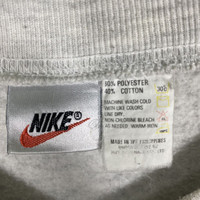 NIKE
®
60% POLYESTER
40% COTTON
MACHINE WASH COLD
WITH LIKE COLORS
DRY.
NON-CHLORINE BLEACH
AS NEEDED. WARM IRON
MADE IN THE PHILIPPINES